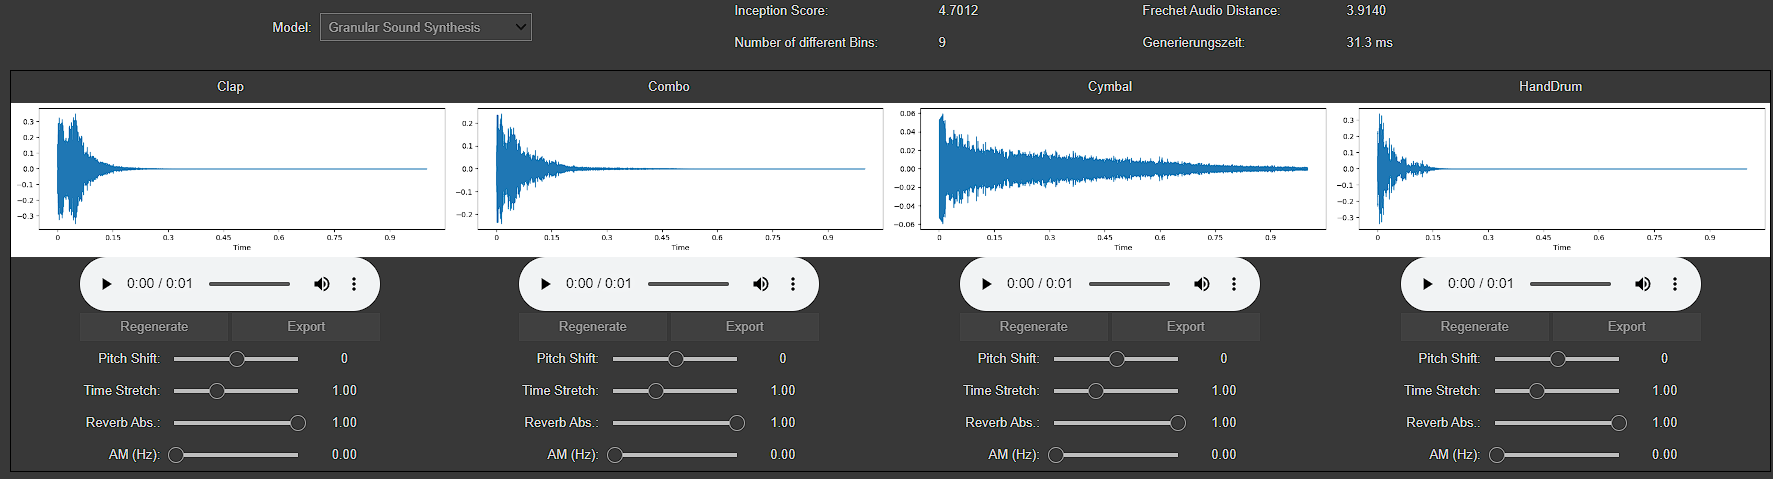 Inception Score: 4.7012 Frechet Audio Distance: 3.9140
Model: Granular Sound Synthesis
Number of different Bins: 9 Generierungszeit: 31.3 ms
Clap Combo Cymbal HandDrum
0.3 0.2 0.1 0.0 −0.1 −0.2 −0.3
0 0.15 0.3 0.45 0.6 0.75 0.9
Time
0.2 0.1 0.0 −0.1 −0.2
0 0.15 0.3 0.45 0.6 0.75 0.9
Time
0.06 0.04 0.02 0.00 −0.02 −0.04 −0.06
0 0.15 0.3 0.45 0.6 0.75 0.9
Time
0.3 0.2 0.1 0.0 −0.1 −0.2 −0.3
0 0.15 0.3 0.45 0.6 0.75 0.9
Time
0:00 / 0:01 0:00 / 0:01 0:00 / 0:01 0:00 / 0:01
Regenerate Export Regenerate Export Regenerate Export Regenerate Export
Pitch Shift: 0 Pitch Shift: 0 Pitch Shift: 0 Pitch Shift: 0
Time Stretch: 1.00 Time Stretch: 1.00 Time Stretch: 1.00 Time Stretch: 1.00
Reverb Abs.: 1.00 Reverb Abs.: 1.00 Reverb Abs.: 1.00 Reverb Abs.: 1.00
AM (Hz): 0.00 AM (Hz): 0.00 AM (Hz): 0.00 AM (Hz): 0.00